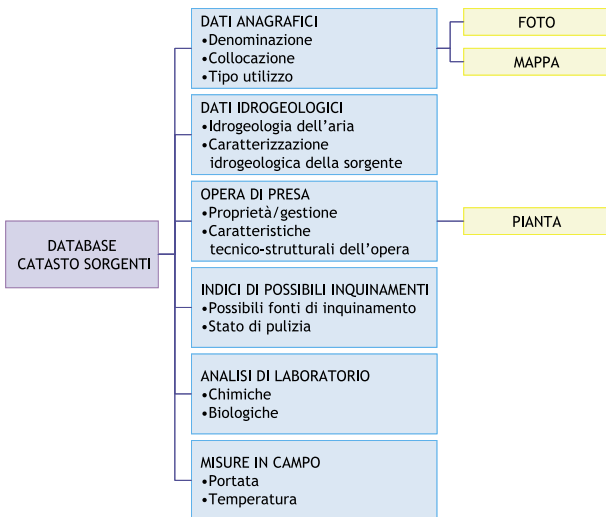 DATABASE
CATASTO SORGENTI
DATI ANAGRAFICI
•Denominazione
•Collocazione
•Tipo utilizzo
FOTO
MAPPA
DATI IDROGEOLOGICI
•Idrogeologia dell'aria
•Caratterizzazione
idrogeologica della sorgente
OPERA DI PRESA
•Proprietà/gestione
•Caratteristiche
tecnico-strutturali dell'opera
PIANTA
INDICI DI POSSIBILI INQUINAMENTI
•Possibili fonti di inquinamento
•Stato di pulizia
ANALISI DI LABORATORIO
•Chimiche
•Biologiche
MISURE IN CAMPO
•Portata
•Temperatura